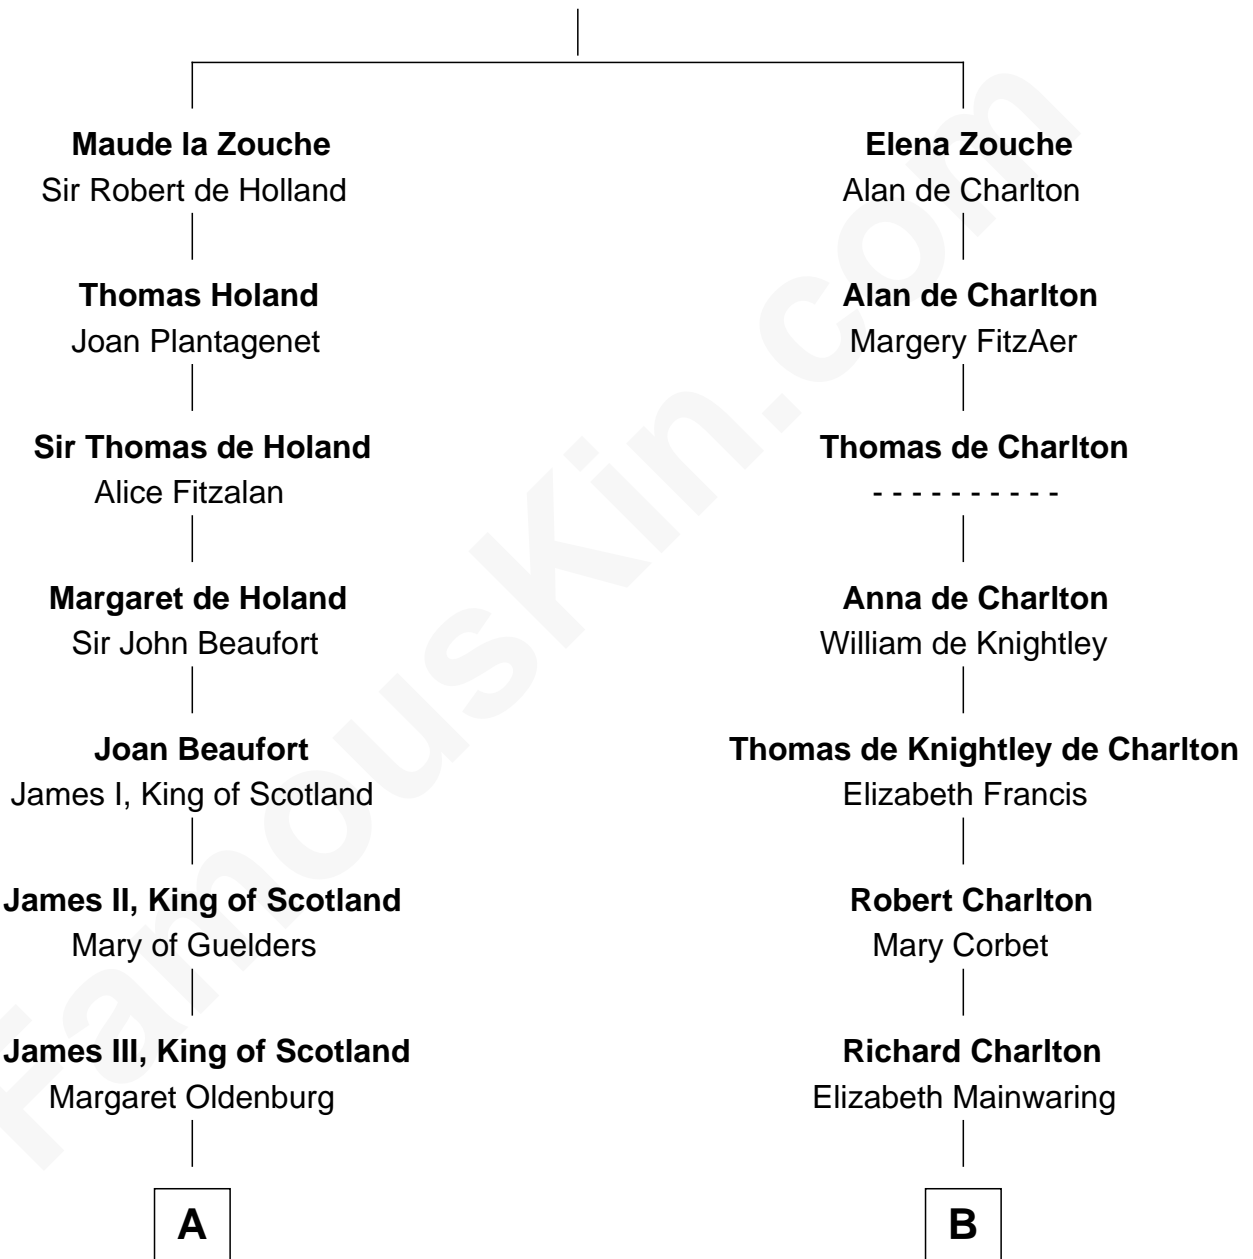 Maude la Zouche
Sir Robert de Holland
Thomas Holand
Joan Plantagenet
Sir Thomas de Holand
Alice Fitzalan
Margaret de Holand
Sir John Beaufort
Joan Beaufort
James I, King of Scotland
James II, King of Scotland
Mary of Guelders
James III, King of Scotland
Margaret Oldenburg
A
Elena Zouche
Alan de Charlton
Alan de Charlton
Margery FitzAer
Thomas de Charlton
- - - - - - - - - -
Anna de Charlton
William de Knightley
Thomas de Knightley de Charlton
Elizabeth Francis
Robert Charlton
Mary Corbet
Richard Charlton
Elizabeth Mainwaring
B
FamousKin.com